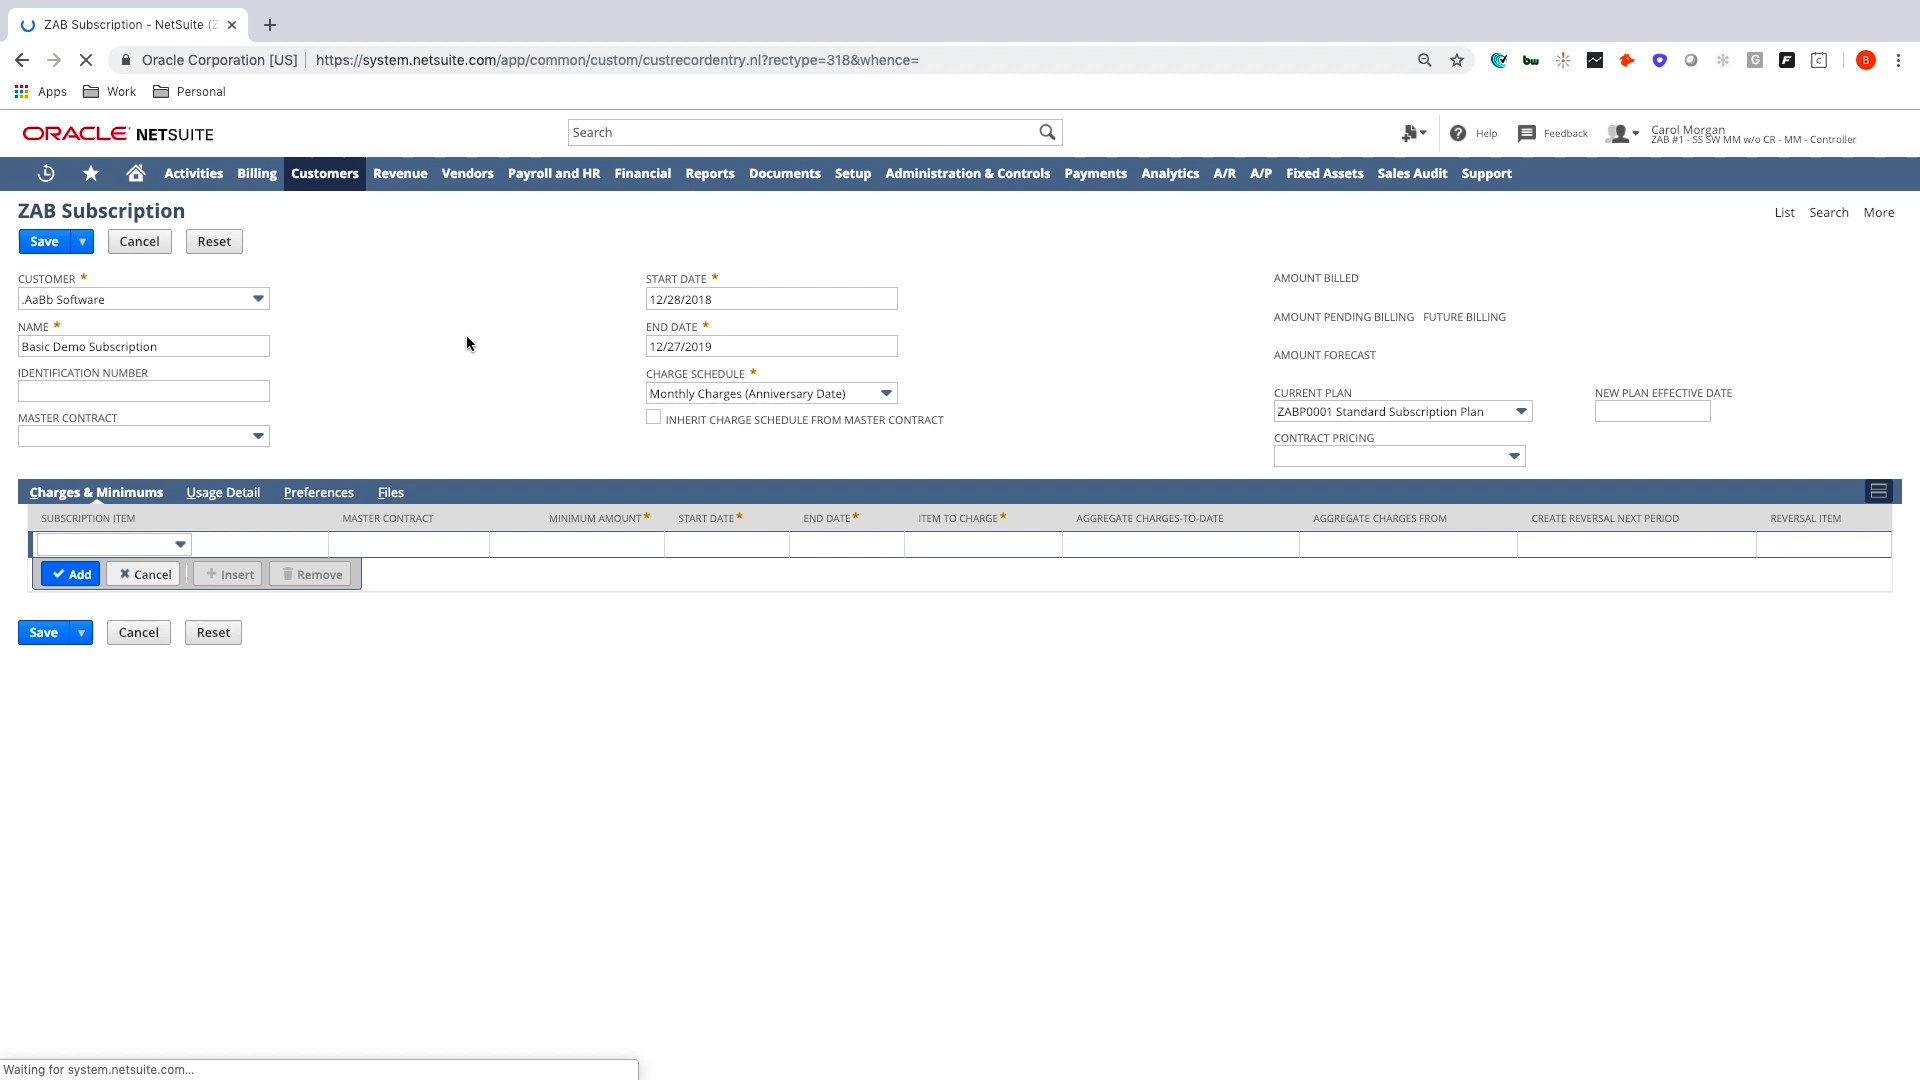 ZAB Subscription - NetSuite (Z
Oracle Corporation [US] https://system.netsuite.com/app/common/custom/custrecordentry.nl?rectype=318&whence=
Apps Work Personal
ORACLE NETSUITE
Search
Help Feedback
Carol Morgan
ZAB #1 - SS SW MM w/o CR - MM - Controller
Activities Billing Customers Revenue Vendors Payroll and HR Financial Reports Documents Setup Administration & Controls Payments Analytics A/R A/P Fixed Assets Sales Audit Support
ZAB Subscription
List Search More
Save Cancel Reset
CUSTOMER *
.AaBb Software
NAME *
Basic Demo Subscription
IDENTIFICATION NUMBER
MASTER CONTRACT
START DATE *
12/28/2018
END DATE *
12/27/2019
CHARGE SCHEDULE *
Monthly Charges (Anniversary Date)
INHERIT CHARGE SCHEDULE FROM MASTER CONTRACT
AMOUNT BILLED
AMOUNT PENDING BILLING FUTURE BILLING
AMOUNT FORECAST
CURRENT PLAN NEW PLAN EFFECTIVE DATE
ZABP0001 Standard Subscription Plan
CONTRACT PRICING
Charges & Minimums Usage Detail Preferences Files
SUBSCRIPTION ITEM MASTER CONTRACT MINIMUM AMOUNT * START DATE * END DATE * ITEM TO CHARGE * AGGREGATE CHARGES-TO-DATE AGGREGATE CHARGES FROM CREATE REVERSAL NEXT PERIOD REVERSAL ITEM
Add Cancel Insert Remove
Save Cancel Reset
Waiting for system.netsuite.com...